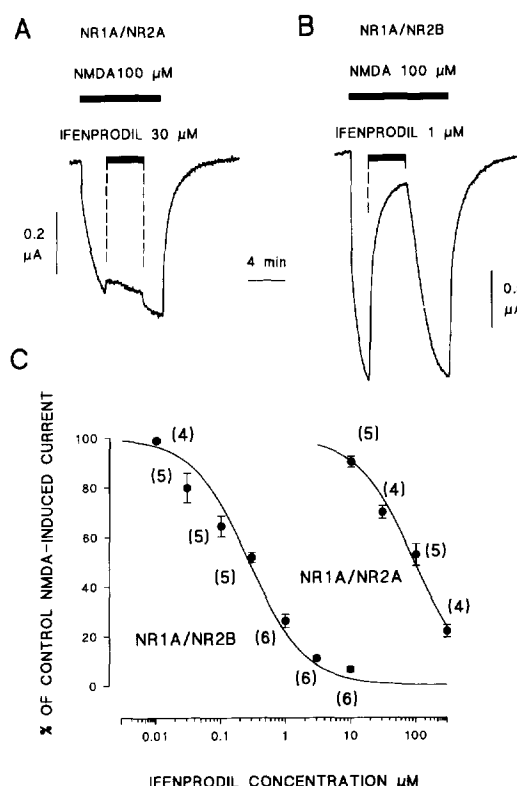 A
NR1A/NR2A
NMDA100 µM
IFENPRODIL 30 µM
0.2
µA
4 min
B
NR1A/NR2B
NMDA 100 µM
IFENPRODIL 1 µM
C
% OF CONTROL NMDA-INDUCED CURRENT
100
80
60
40
20
0
(4)
(5)
(5)
(5)
(6)
(6)
(6)
NR1A/NR2B
(5)
(4)
(5)
(4)
NR1A/NR2A
0.01
0.1
1
10
100
IFENPRODIL CONCENTRATION µM